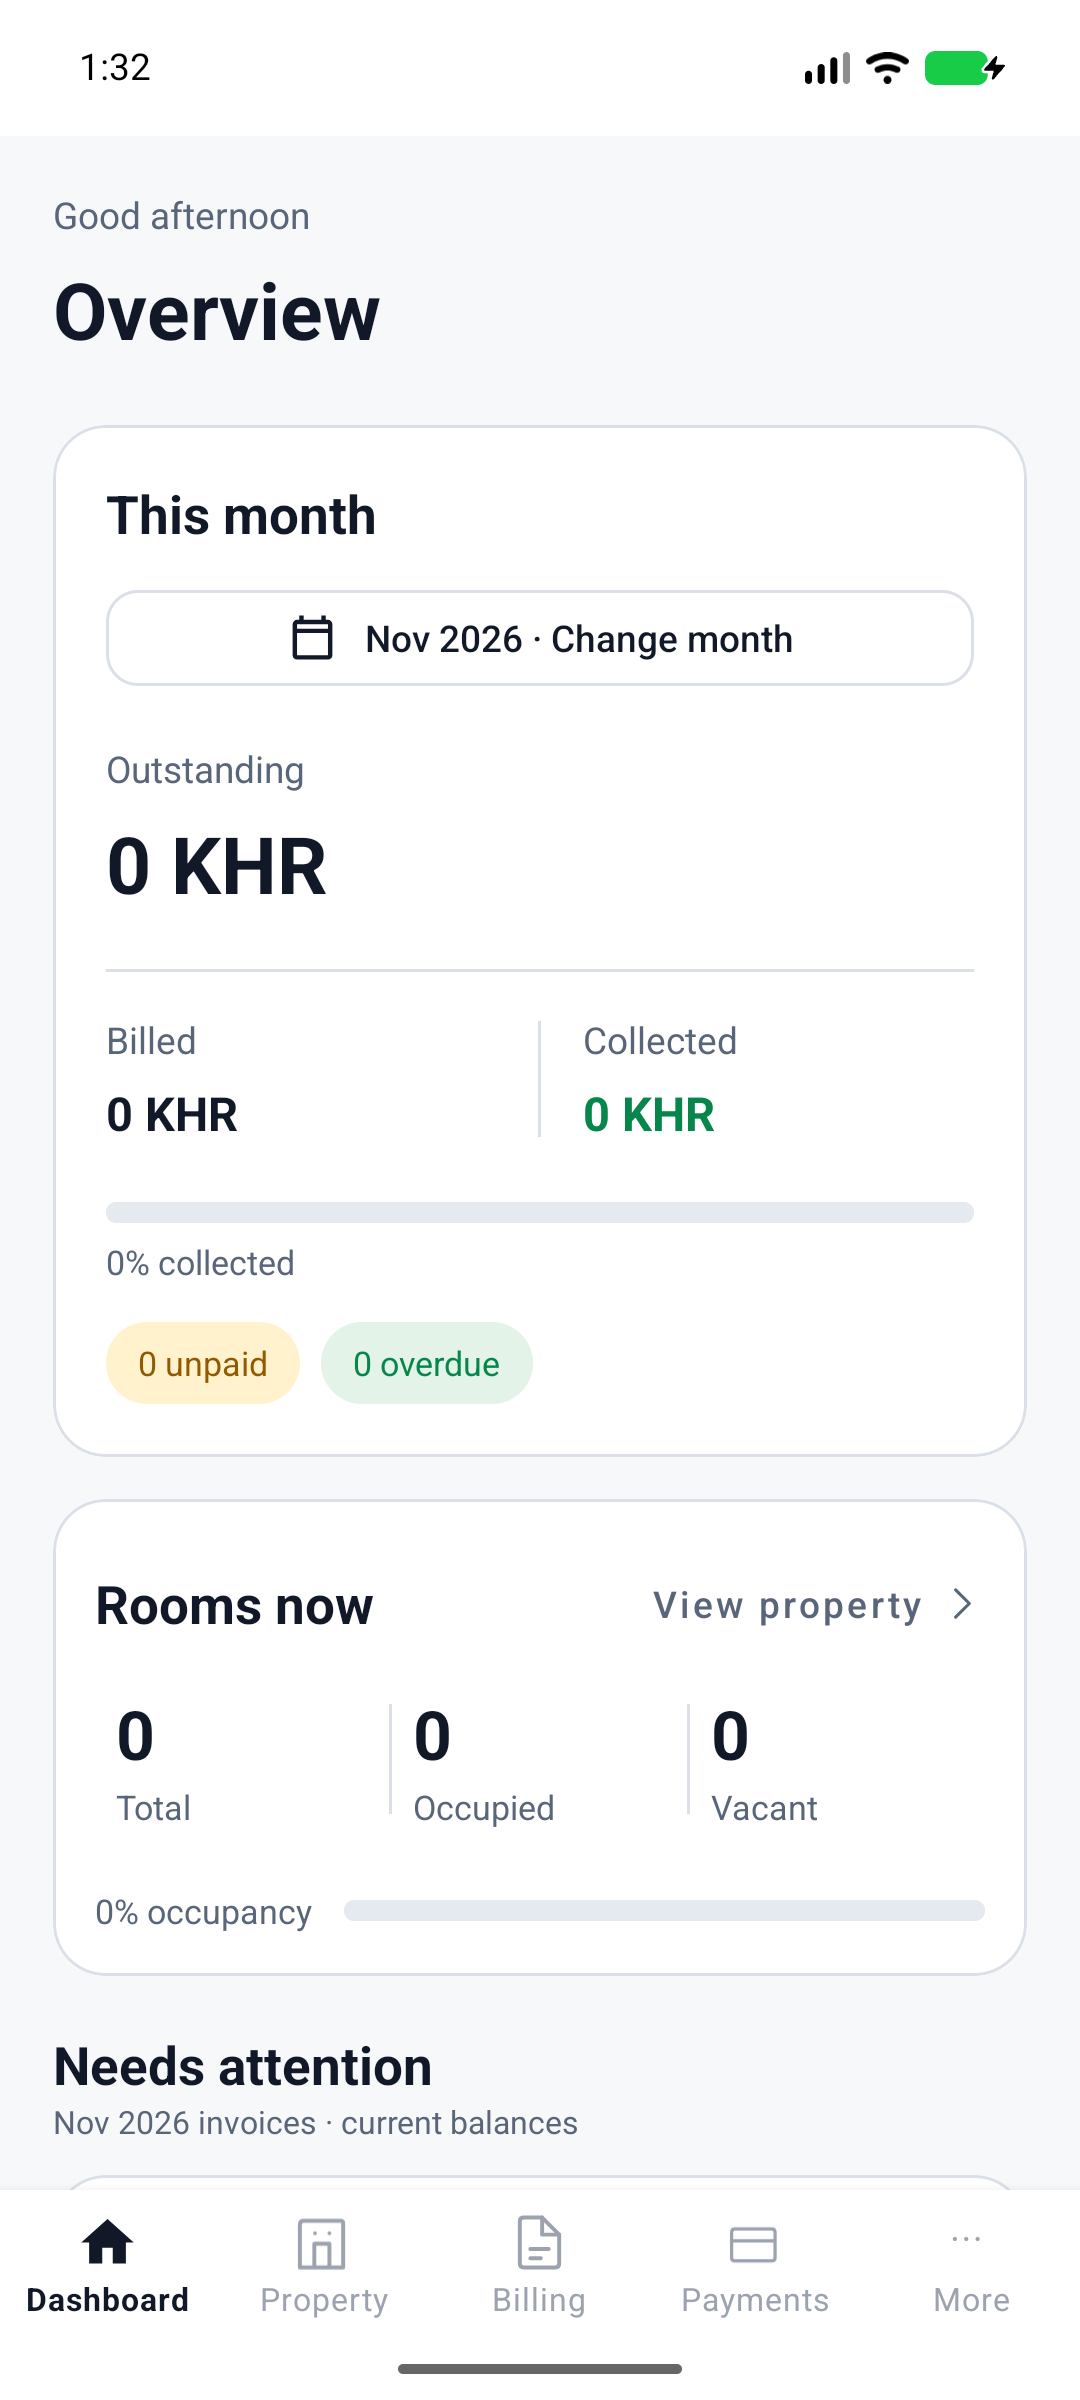 1:32
Good afternoon
Overview
This month
Nov 2026 · Change month
Outstanding
0 KHR
Billed
Collected
0 KHR
0 KHR
0% collected
0 unpaid
0 overdue
Rooms now
View property
0
0
0
Total
Occupied
Vacant
0% occupancy
Needs attention
Nov 2026 invoices · current balances
Dashboard
Property
Billing
Payments
More